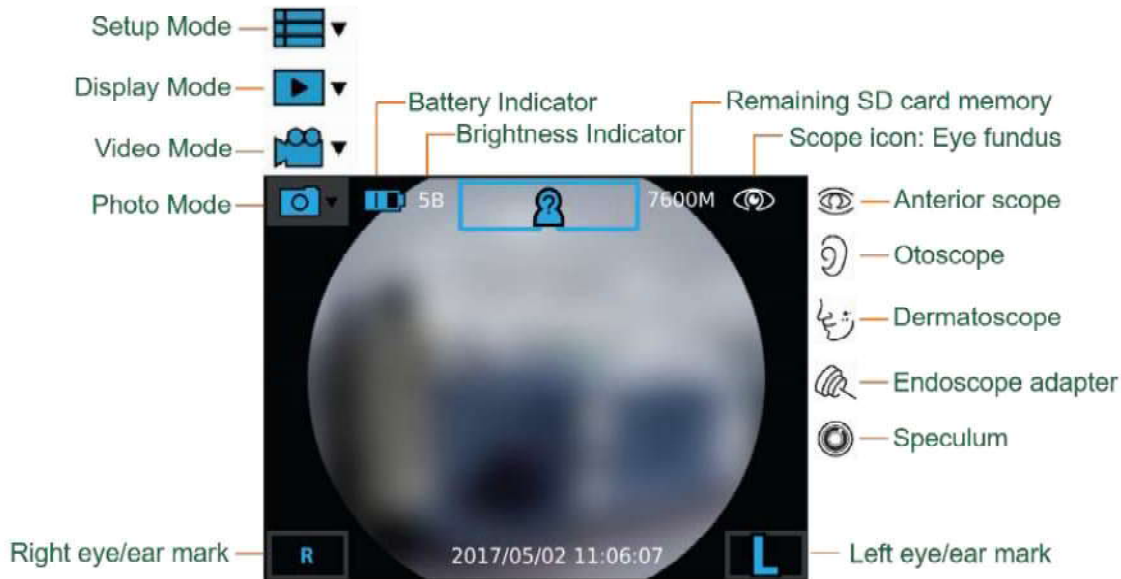 Setup Mode
Display Mode
Battery Indicator
Remaining SD card memory
Brightness Indicator
Scope icon: Eye fundus
Video Mode
Photo Mode
5B
?
7600M
Anterior scope
Otoscope
Dermatoscope
Endoscope adapter
Speculum
Right eye/ear mark
R
2017/05/02 11:06:07
L
Left eye/ear mark